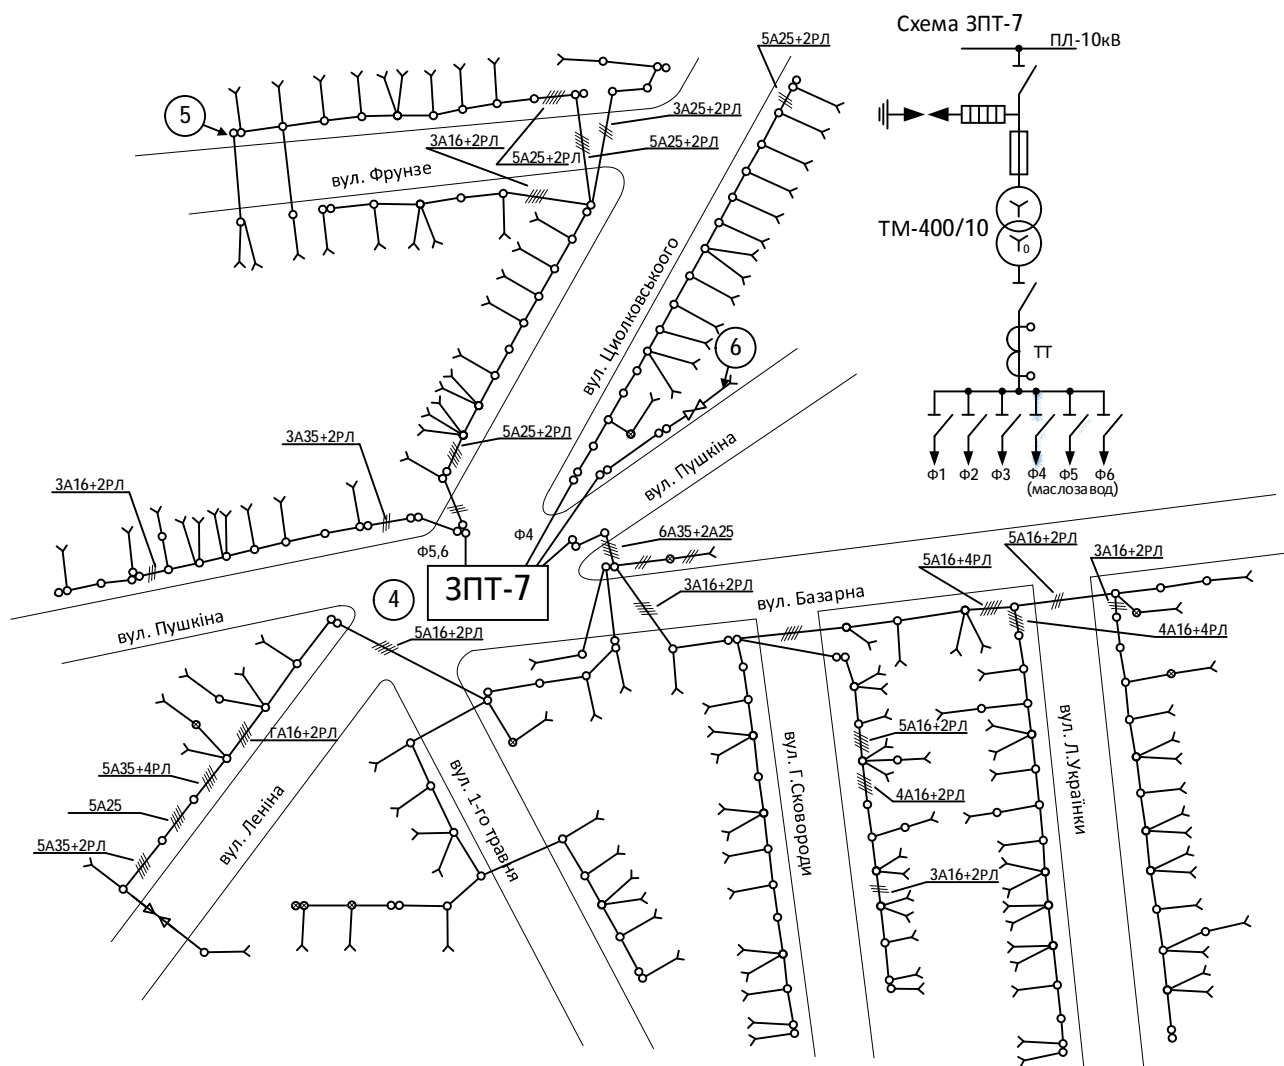 Схема ЗПТ-7
ПЛ-10кВ
ТМ-400/10
Y
Y0
ТТ
Ф1
Ф2
Ф3
Ф4
Ф5
Ф6
(маслозавод)
5А25+2РЛ
5
3А25+2РЛ
3А16+2РЛ
5А25+2РЛ
5А25+2РЛ
вул. Фрунзе
вул. Циолковськоого
6
5А25+2РЛ
3А35+2РЛ
вул. Пушкіна
3А16+2РЛ
Ф4
Ф5,6
6А35+2А25
5А16+2РЛ
5А16+4РЛ
3А16+2РЛ
ЗПТ-7
4
3А16+2РЛ
вул. Базарна
вул. Пушкіна
5А16+2РЛ
4А16+4РЛ
ГА16+2РЛ
5А35+4РЛ
5А25
5А35+2РЛ
вул. Леніна
вул. 1-го травня
вул. Г.Сковороди
5А16+2РЛ
4А16+2РЛ
3А16+2РЛ
вул. Л.Українки